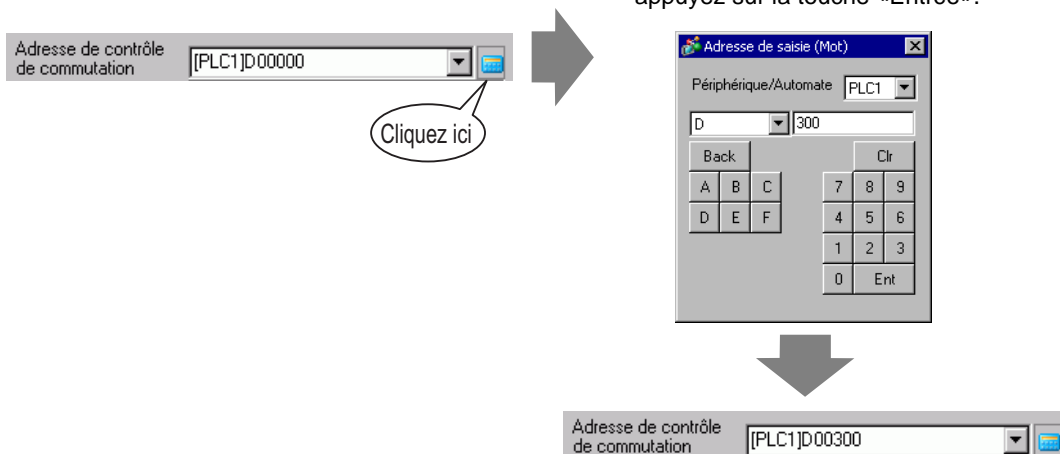 appuyez sur la touche «Entrée».
Adresse de contrôle
de commutation
[PLC1]D00000
Cliquez ici
Adresse de saisie (Mot)
Périphérique/Automate PLC1
D 300
Back Clr
A B C 7 8 9
D E F 4 5 6
1 2 3
0 Ent
Adresse de contrôle
de commutation
[PLC1]D00300